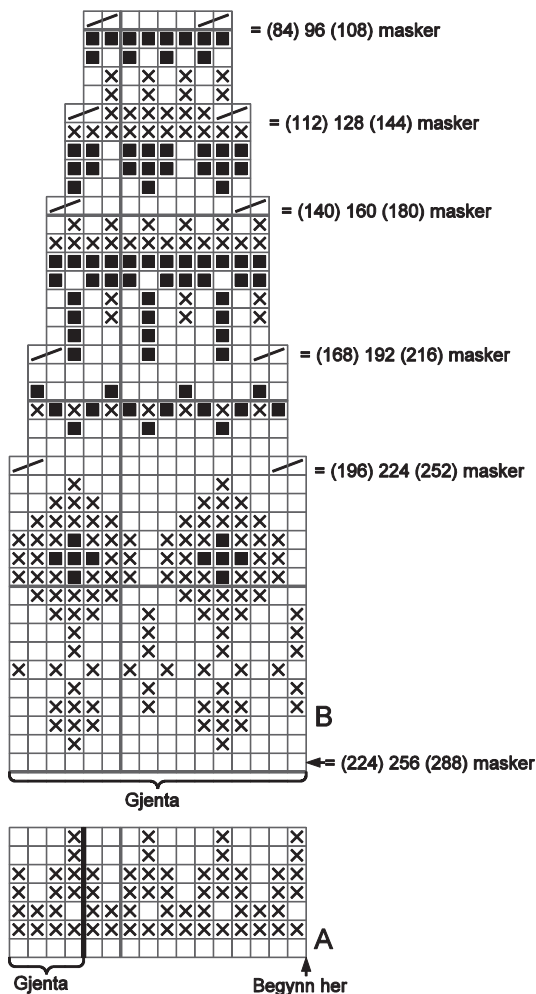 = (84) 96 (108) masker
= (112) 128 (144) masker
= (140) 160 (180) masker
= (168) 192 (216) masker
= (196) 224 (252) masker
B
= (224) 256 (288) masker
Gjenta
A
Gjenta
Begynn her